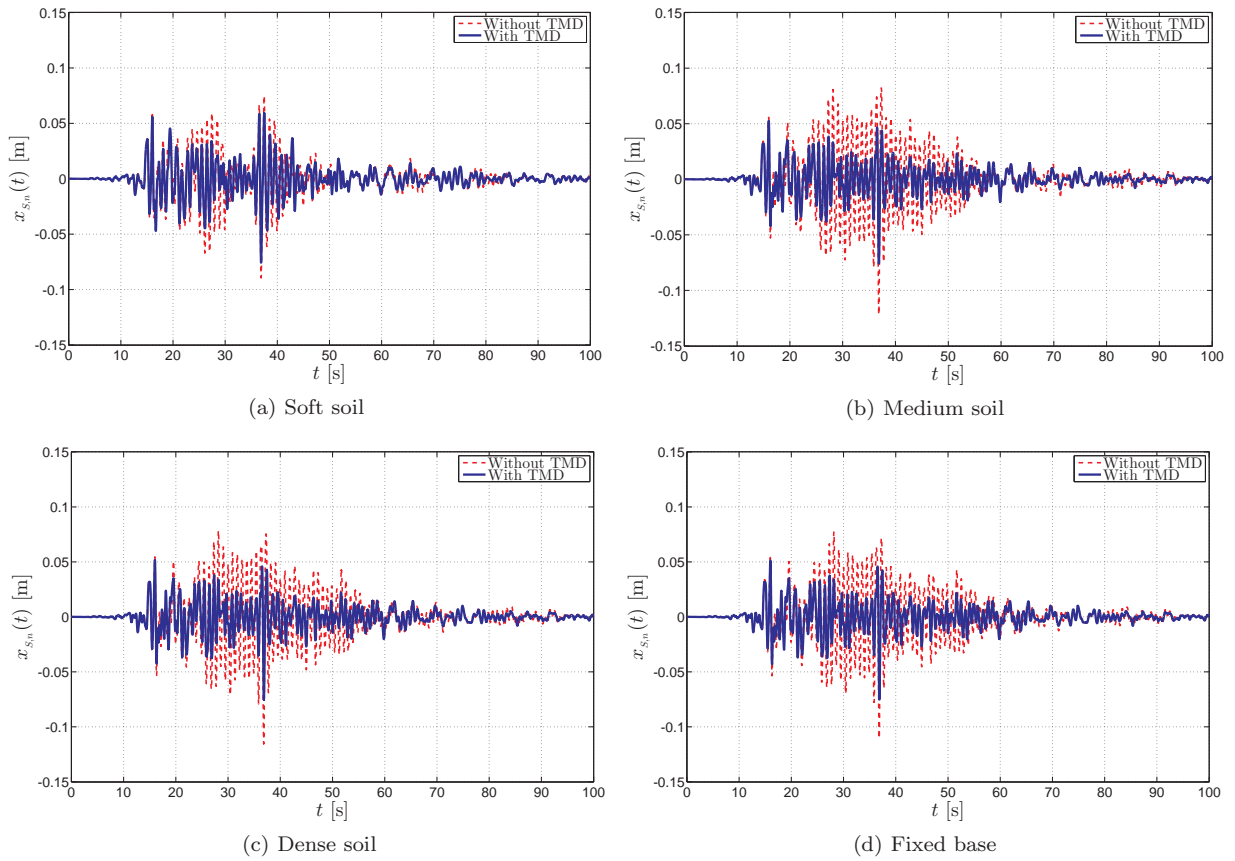 0.15
0.1
0.05
0
-0.05
-0.1
-0.15
x_{S,n}(t) [m]
Without TMD
With TMD
0 10 20 30 40 50 60 70 80 90 100
t [s]
(a) Soft soil
0.15
0.1
0.05
0
-0.05
-0.1
-0.15
x_{S,n}(t) [m]
Without TMD
With TMD
0 10 20 30 40 50 60 70 80 90 100
t [s]
(b) Medium soil
0.15
0.1
0.05
0
-0.05
-0.1
-0.15
x_{S,n}(t) [m]
Without TMD
With TMD
0 10 20 30 40 50 60 70 80 90 100
t [s]
(c) Dense soil
0.15
0.1
0.05
0
-0.05
-0.1
-0.15
x_{S,n}(t) [m]
Without TMD
With TMD
0 10 20 30 40 50 60 70 80 90 100
t [s]
(d) Fixed base